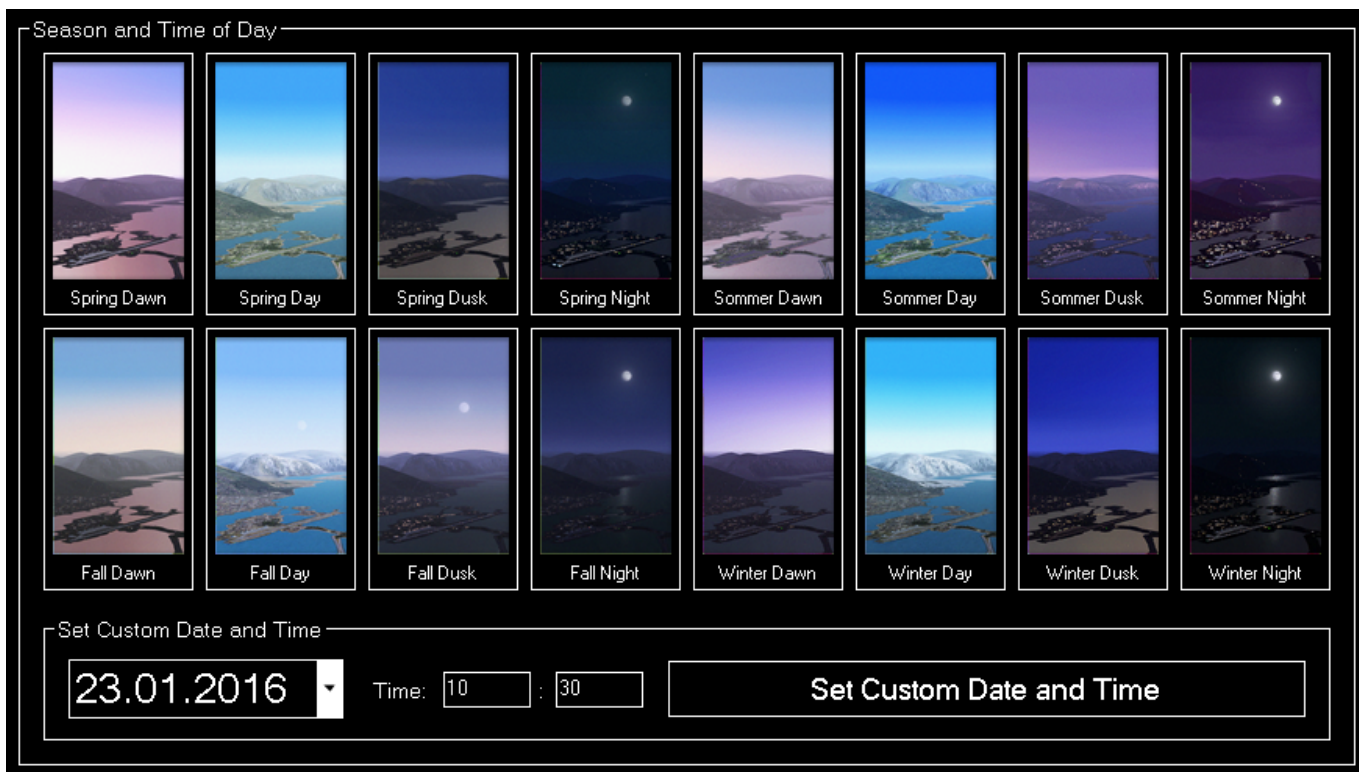 Season and Time of Day
Spring Dawn Spring Day Spring Dusk Spring Night Sommer Dawn Sommer Day Sommer Dusk Sommer Night
Fall Dawn Fall Day Fall Dusk Fall Night Winter Dawn Winter Day Winter Dusk Winter Night
Set Custom Date and Time
23.01.2016 Time: 10 : 30 Set Custom Date and Time